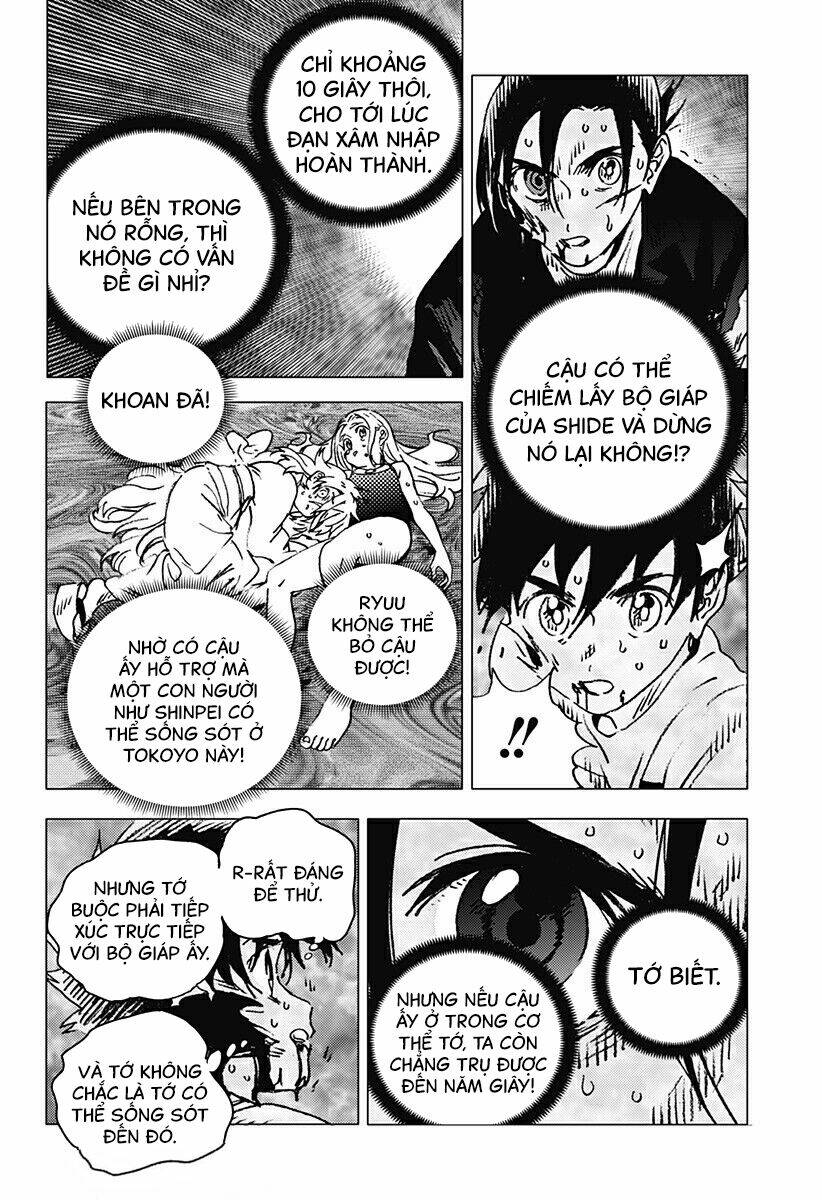 CẬU CÓ THỂ
CHIẾM LẤY BỘ GIÁP
CỦA SHIDE VÀ DỪNG
NÓ LẠI KHÔNG!?
!!
CHỈ KHOẢNG
10 GIÂY THÔI,
CHO TỚI LÚC
ĐẠN XÂM NHẬP
HOÀN THÀNH.
NẾU BÊN TRONG
NÓ RỖNG, THÌ
KHÔNG CÓ VẤN
ĐỀ GÌ NHỈ?
KHOAN ĐÃ!
RYUU
KHÔNG THỂ
BỎ CẬU
ĐƯỢC!
NHỜ CÓ CẬU
ẤY HỖ TRỢ MÀ
MỘT CON NGƯỜI
NHƯ SHINPEI CÓ
THỂ SỐNG SÓT Ở
TOKOYO NÀY!
TỚ BIẾT.
NHƯNG NẾU CẬU
ẤY Ở TRONG CƠ
THỂ TỚ, TA CÒN
CHẲNG TRỤ ĐƯỢC
ĐẾN NĂM GIÂY!
R-RẤT ĐÁNG
ĐỂ THỬ.
NHƯNG TỚ
BUỘC PHẢI TIẾP
XÚC TRỰC TIẾP
VỚI BỘ GIÁP ẤY.
VÀ TỚ KHÔNG
CHẮC LÀ TỚ CÓ
THỂ SỐNG SÓT
ĐẾN ĐÓ.